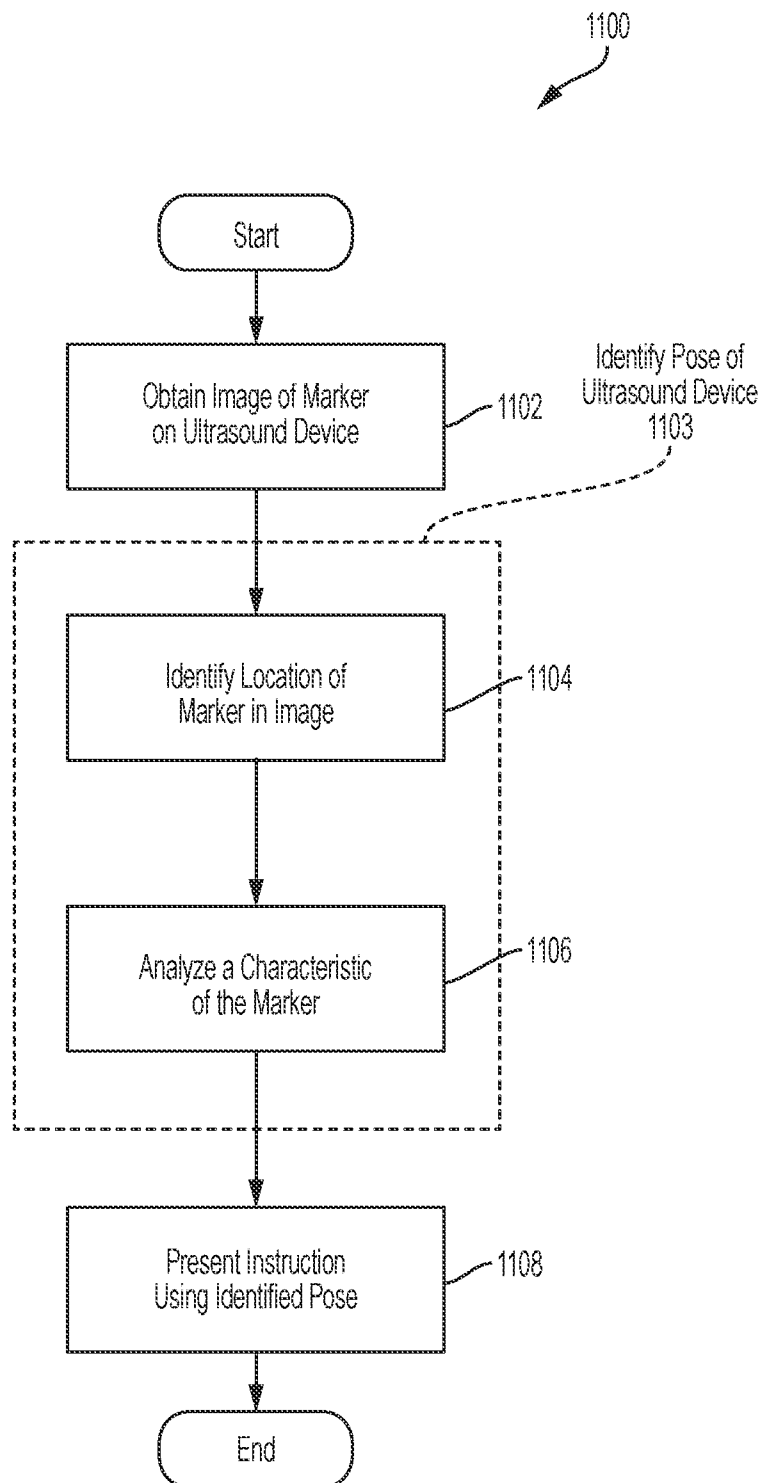 1100
Start
Obtain Image of Marker
on Ultrasound Device
1102
Identify Pose of
Ultrasound Device
1103
Identify Location of
Marker in Image
1104
Analyze a Characteristic
of the Marker
1106
Present Instruction
Using Identified Pose
1108
End